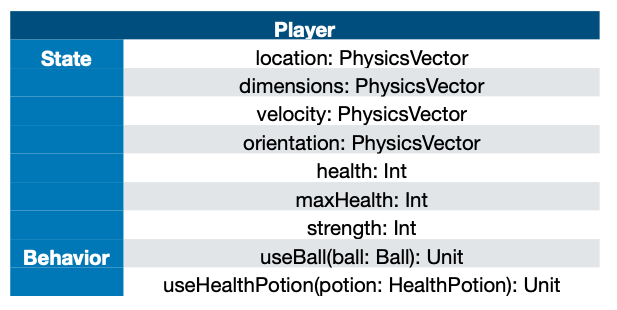 Player
State
location: PhysicsVector
dimensions: PhysicsVector
velocity: PhysicsVector
orientation: PhysicsVector
health: Int
maxHealth: Int
strength: Int
Behavior
useBall(ball: Ball): Unit
useHealthPotion(potion: HealthPotion): Unit